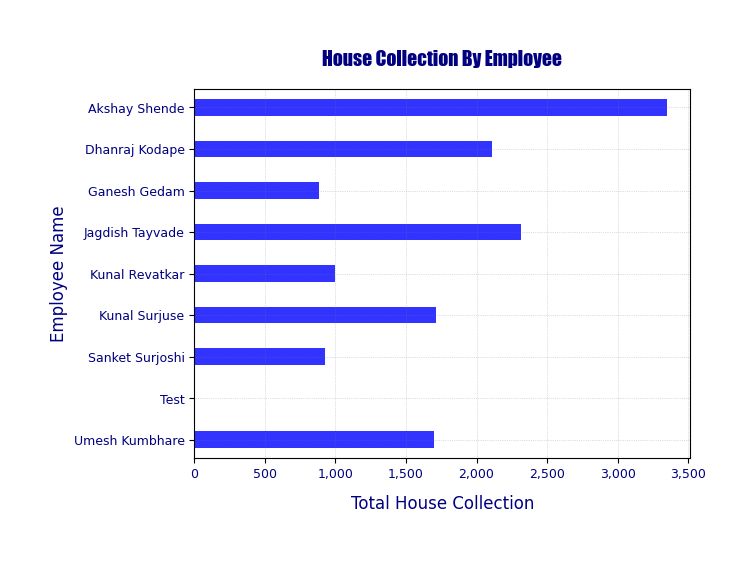 House Collection By Employee
Akshay Shende
Dhanraj Kodape
Ganesh Gedam
Jagdish Tayvade
Kunal Revatkar
Kunal Surjuse
Sanket Surjoshi
Test
Umesh Kumbhare
Employee Name
0 500 1,000 1,500 2,000 2,500 3,000 3,500
Total House Collection